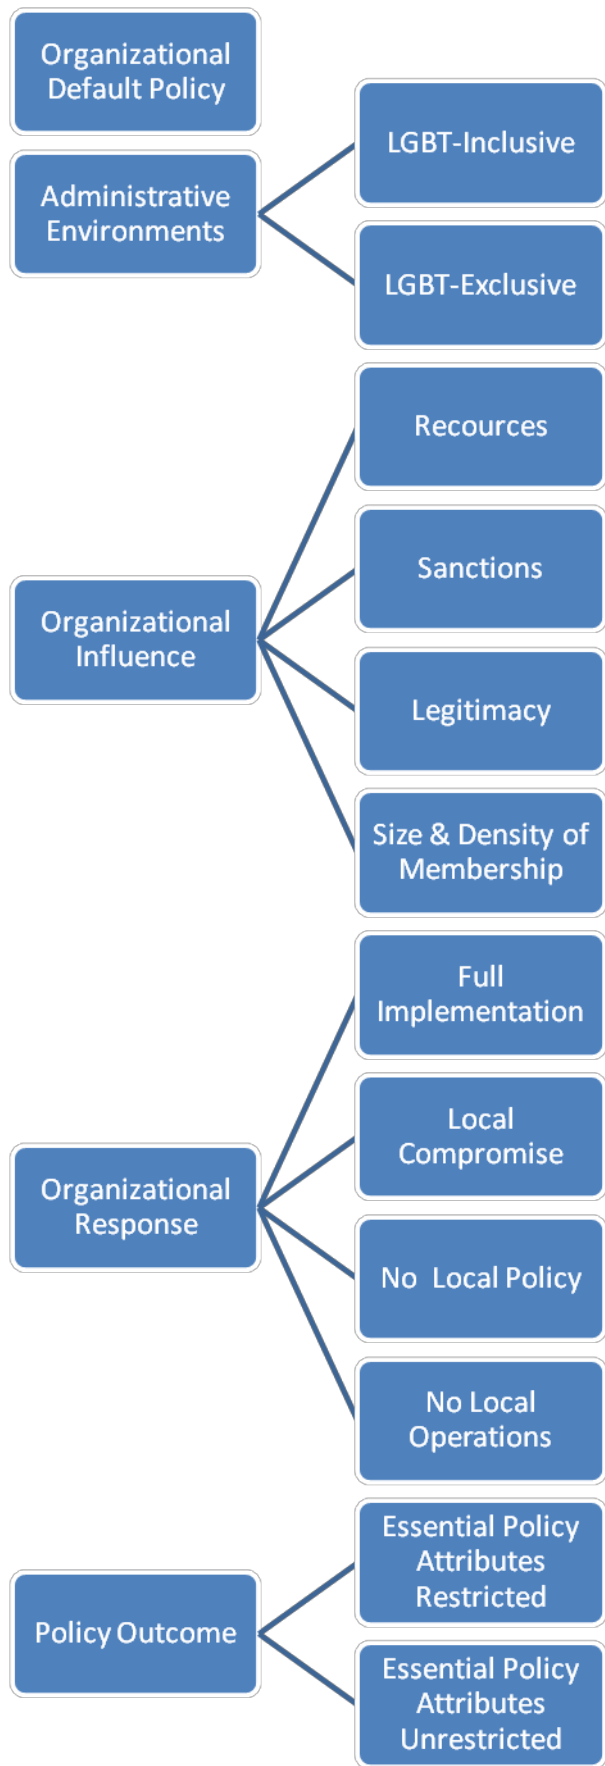 Organizational
Default Policy
Administrative
Environments
LGBT-Inclusive
LGBT-Exclusive
Organizational
Influence
Recources
Sanctions
Legitimacy
Size & Density of
Membership
Organizational
Response
Full
Implementation
Local
Compromise
No Local Policy
No Local
Operations
Policy Outcome
Essential Policy
Attributes
Restricted
Essential Policy
Attributes
Unrestricted